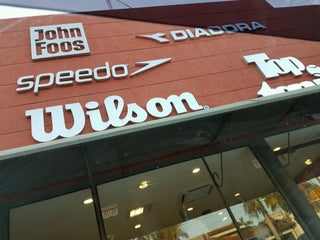 John
Foos
DIADORA
speedo
Top
Wilson